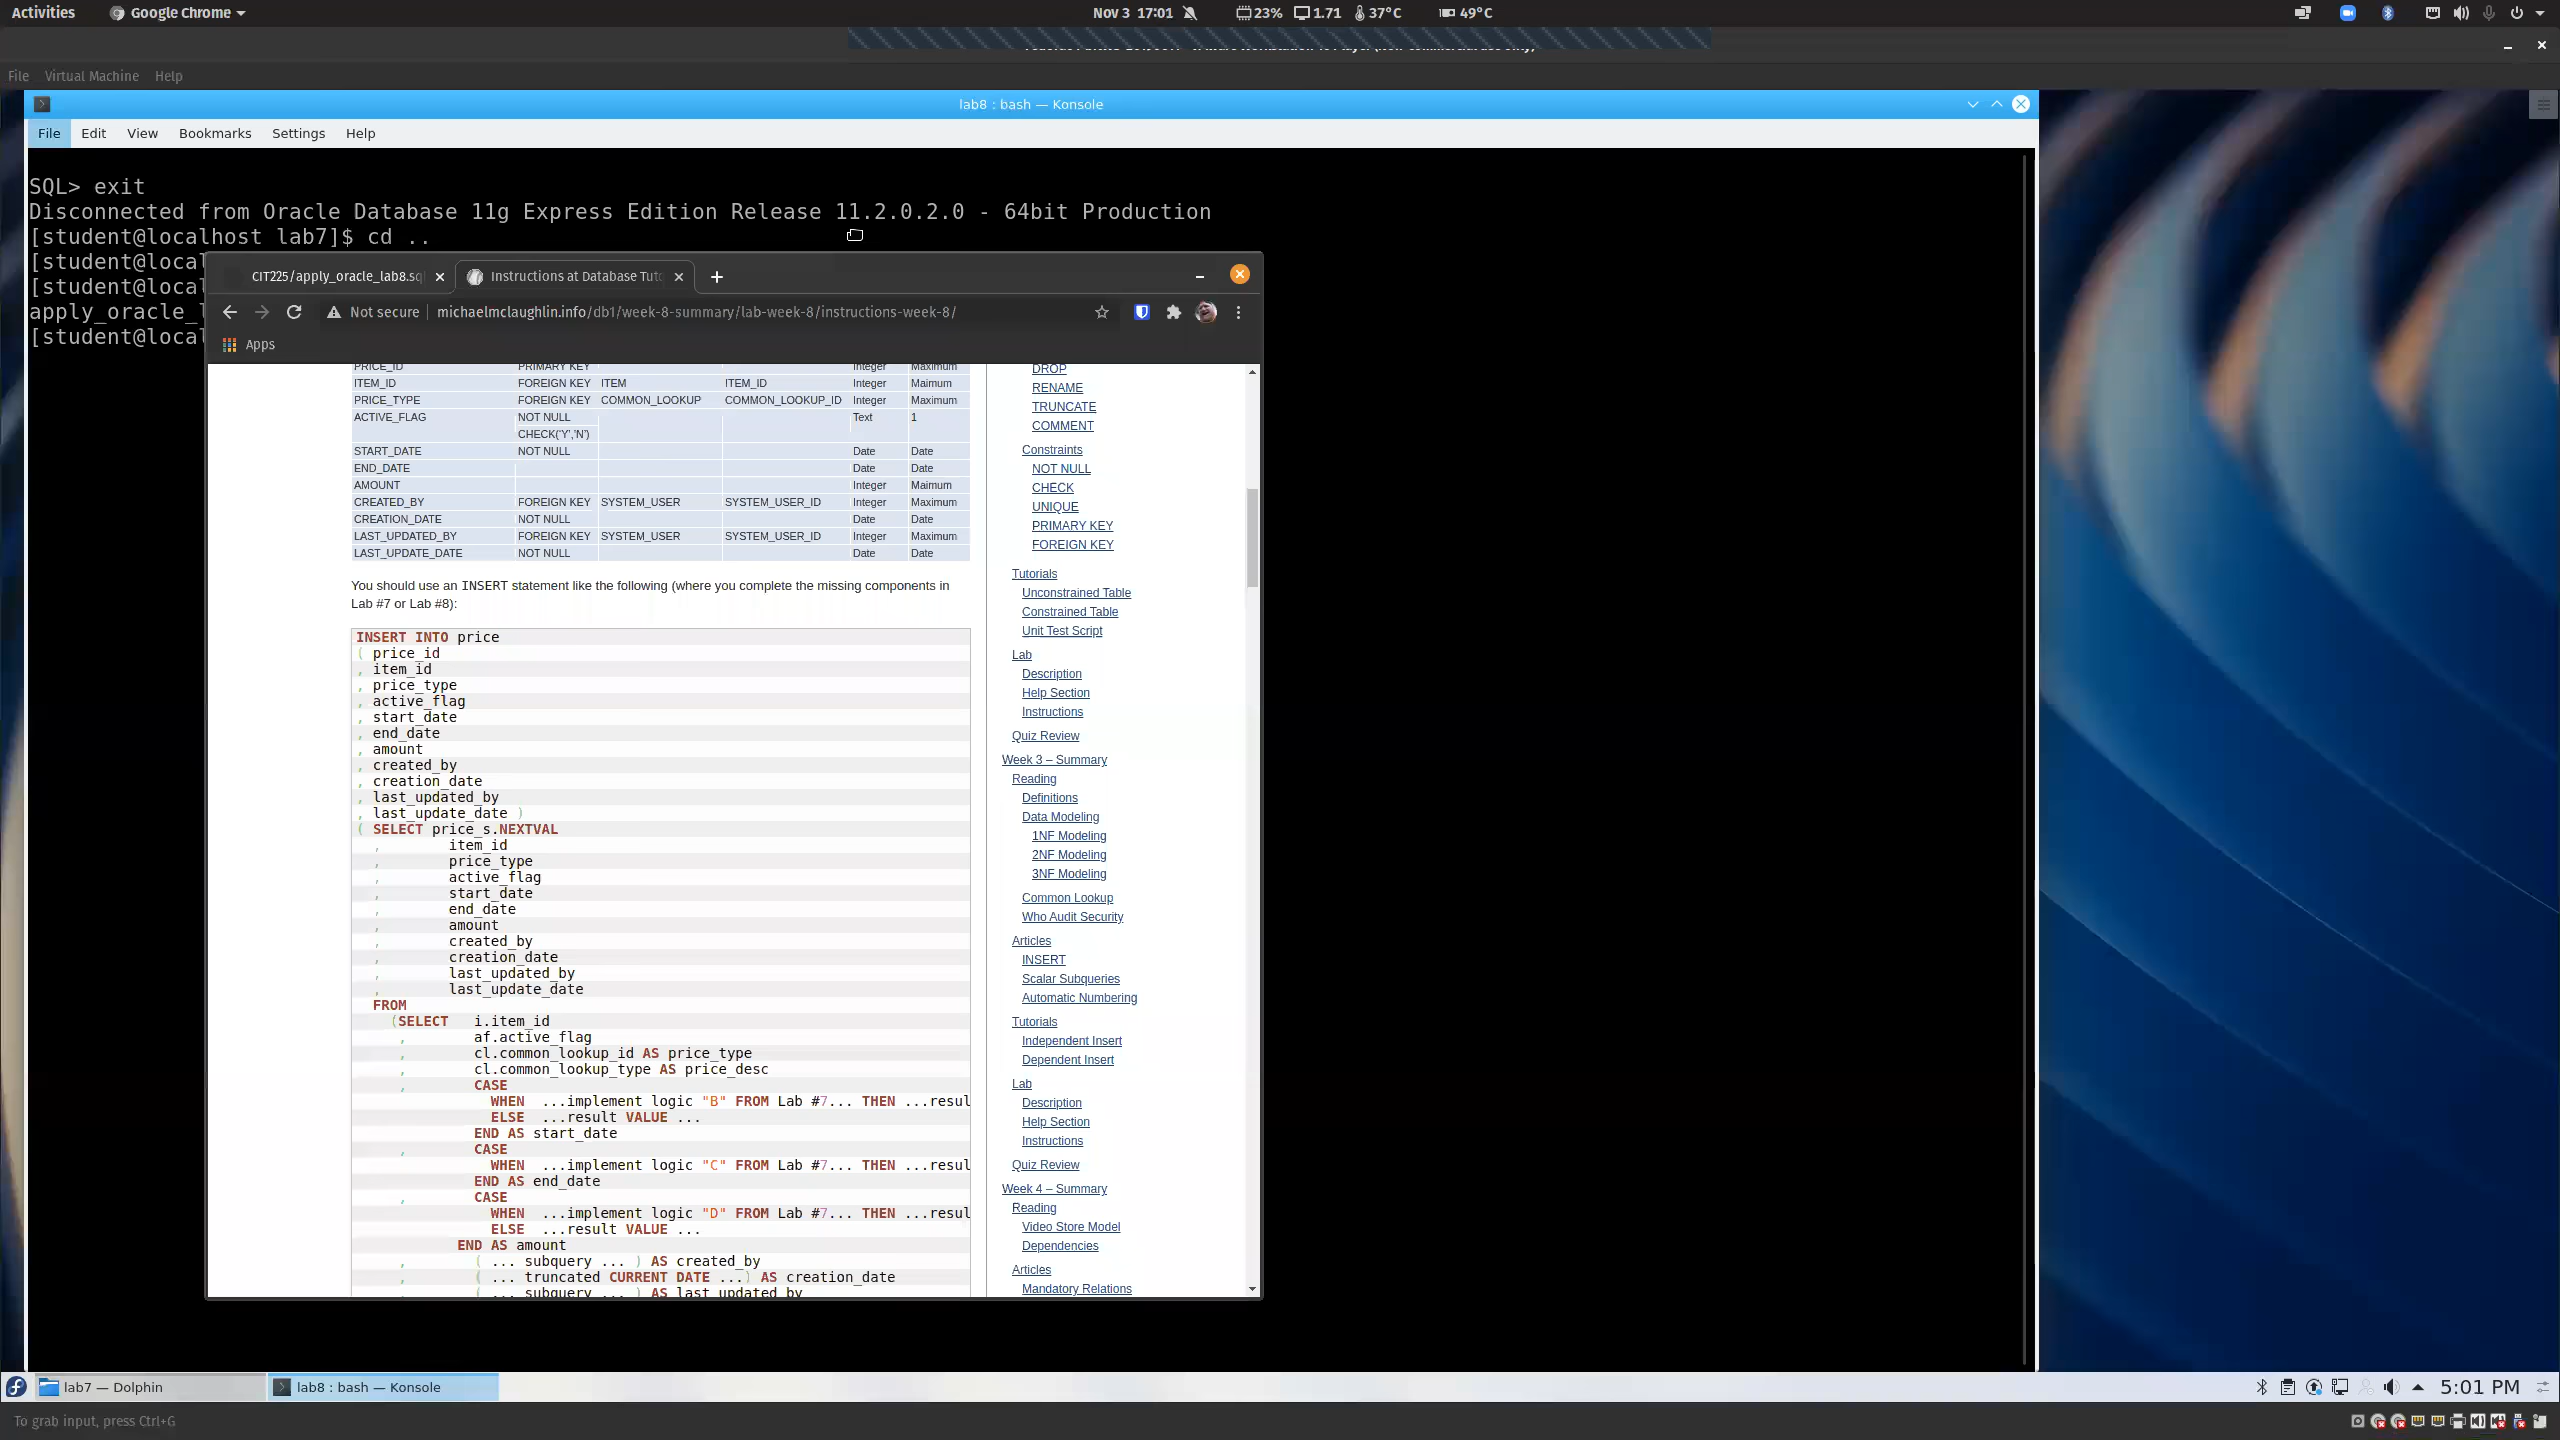 Activities
Google Chrome
Nov 3 17:01
23%
1.71
37°C
49°C
File Virtual Machine Help
lab8 : bash — Konsole
File Edit View Bookmarks Settings Help
SQL> exit
Disconnected from Oracle Database 11g Express Edition Release 11.2.0.2.0 - 64bit Production
[student@localhost lab7]$ cd ..
[student@local
[student@local
apply_oracle_
[student@local
CIT225/apply_oracle_lab8.sq
Instructions at Database Tuto
Not secure
michaelmclaughlin.info/db1/week-8-summary/lab-week-8/instructions-week-8/
Apps
PRICE_ID PRIMARY KEY Integer Maximum
ITEM_ID FOREIGN KEY ITEM ITEM_ID Integer Maimum
PRICE_TYPE FOREIGN KEY COMMON_LOOKUP COMMON_LOOKUP_ID Integer Maximum
ACTIVE_FLAG NOT NULL Text 1
CHECK('Y','N')
START_DATE NOT NULL Date Date
END_DATE Date Date
AMOUNT Integer Maimum
CREATED_BY FOREIGN KEY SYSTEM_USER SYSTEM_USER_ID Integer Maximum
CREATION_DATE NOT NULL Date Date
LAST_UPDATED_BY FOREIGN KEY SYSTEM_USER SYSTEM_USER_ID Integer Maximum
LAST_UPDATE_DATE NOT NULL Date Date
You should use an INSERT statement like the following (where you complete the missing components in
Lab #7 or Lab #8):
INSERT INTO price
( price_id
, item_id
, price_type
, active_flag
, start_date
, end_date
, amount
, created_by
, creation_date
, last_updated_by
, last_update_date )
( SELECT price_s.NEXTVAL
, item_id
, price_type
, active_flag
, start_date
, end_date
, amount
, created_by
, creation_date
, last_updated_by
, last_update_date
FROM
(SELECT i.item_id
, af.active_flag
, cl.common_lookup_id AS price_type
, cl.common_lookup_type AS price_desc
, CASE
WHEN ...implement logic "B" FROM Lab #7... THEN ...resul
ELSE ...result VALUE ...
END AS start_date
, CASE
WHEN ...implement logic "C" FROM Lab #7... THEN ...resul
END AS end_date
, CASE
WHEN ...implement logic "D" FROM Lab #7... THEN ...resul
ELSE ...result VALUE ...
END AS amount
, ( ... subquery ... ) AS created_by
, ( ... truncated CURRENT DATE ...) AS creation_date
, ( ... subquery ... ) AS last_updated_by
DROP
RENAME
TRUNCATE
COMMENT
Constraints
NOT NULL
CHECK
UNIQUE
PRIMARY KEY
FOREIGN KEY
Tutorials
Unconstrained Table
Constrained Table
Unit Test Script
Lab
Description
Help Section
Instructions
Quiz Review
Week 3 – Summary
Reading
Definitions
Data Modeling
1NF Modeling
2NF Modeling
3NF Modeling
Common Lookup
Who Audit Security
Articles
INSERT
Scalar Subqueries
Automatic Numbering
Tutorials
Independent Insert
Dependent Insert
Lab
Description
Help Section
Instructions
Quiz Review
Week 4 – Summary
Reading
Video Store Model
Dependencies
Articles
Mandatory Relations
lab7 — Dolphin
lab8 : bash — Konsole
5:01 PM
To grab input, press Ctrl+G